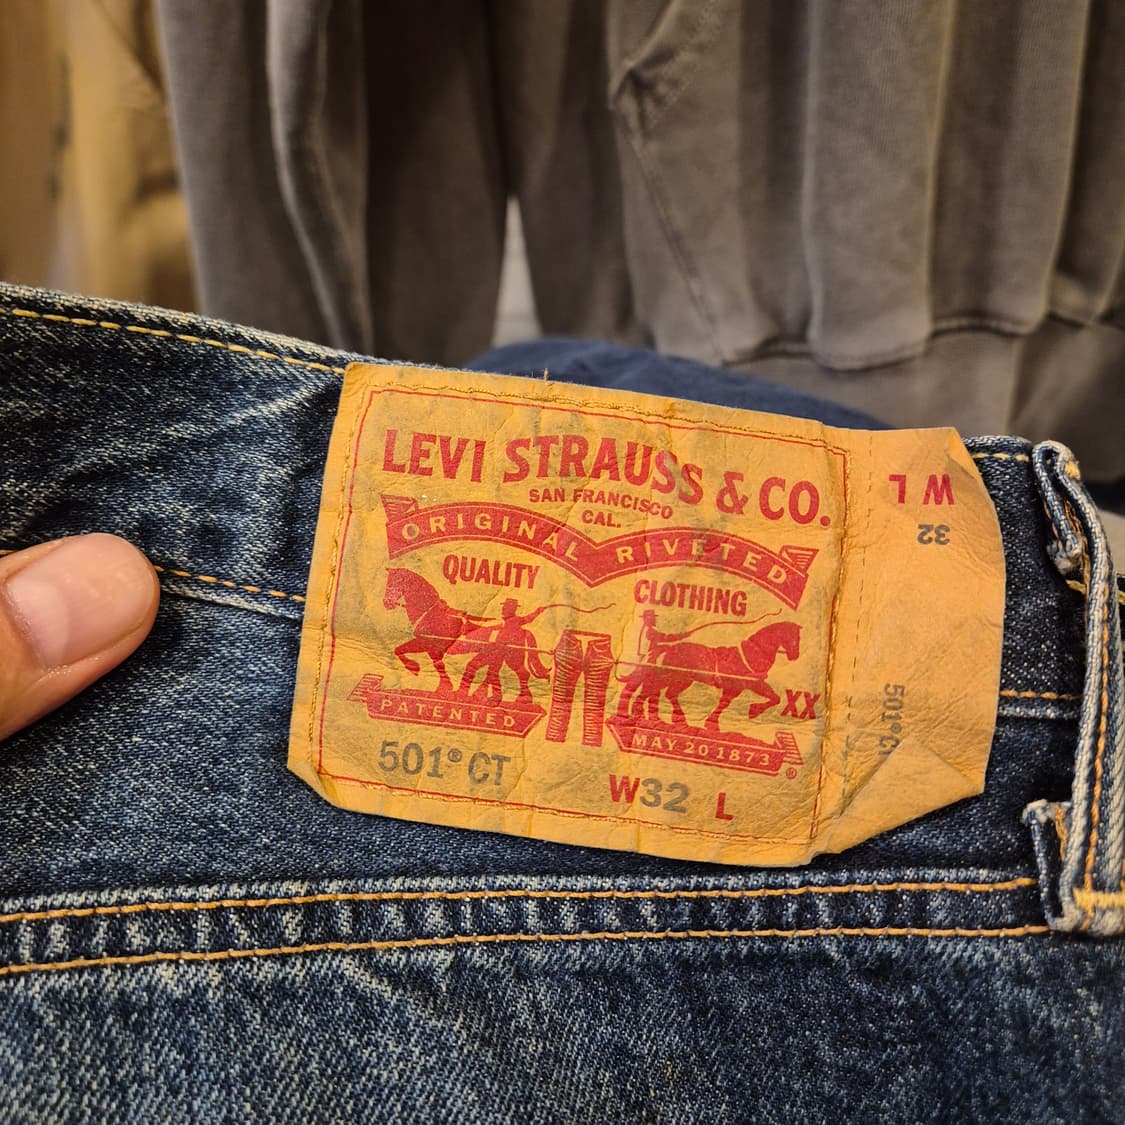 LEVI STRAUSS & CO.
SAN FRANCISCO
CAL.
ORIGINAL RIVETED
QUALITY CLOTHING
XX
PATENTED
MAY 20 1873
®
501® CT
W32 L
W L
32
501® CT